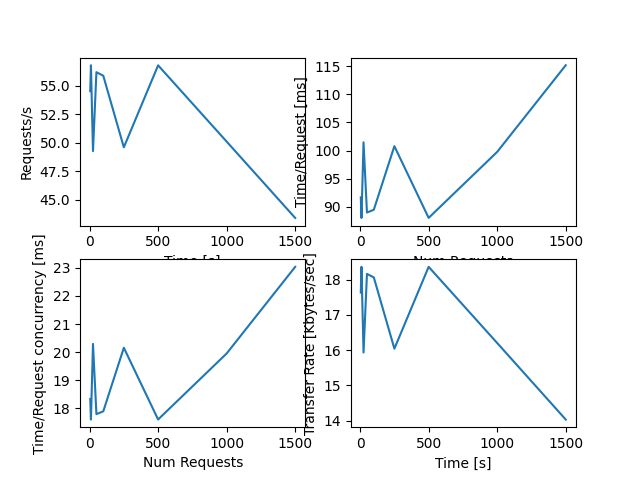 Requests/s
55.0
52.5
50.0
47.5
45.0
0 500 1000 1500
Time [s]
Time/Request [ms]
115
110
105
100
95
90
0 500 1000 1500
Num Requests
Time/Request concurrency [ms]
23
22
21
20
19
18
0 500 1000 1500
Num Requests
Transfer Rate [Kbytes/sec]
18
17
16
15
14
0 500 1000 1500
Time [s]